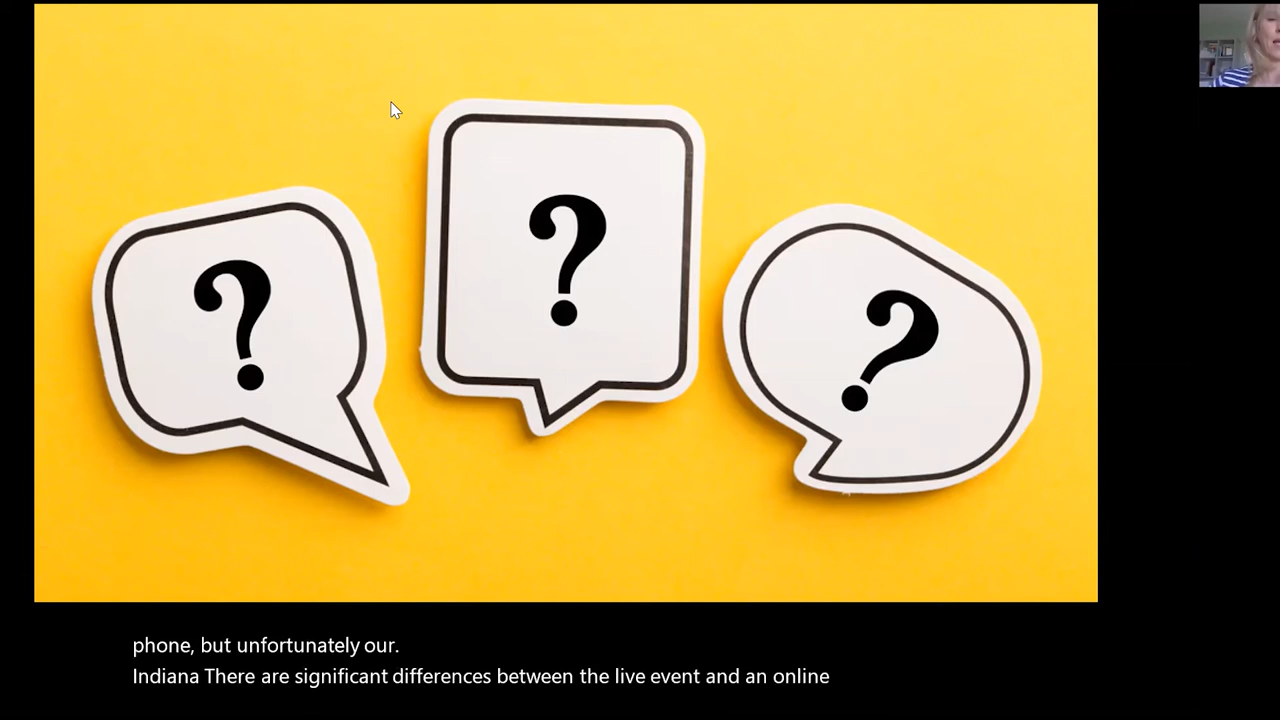 ? ? ?
phone, but unfortunately our.
Indiana There are significant differences between the live event and an online